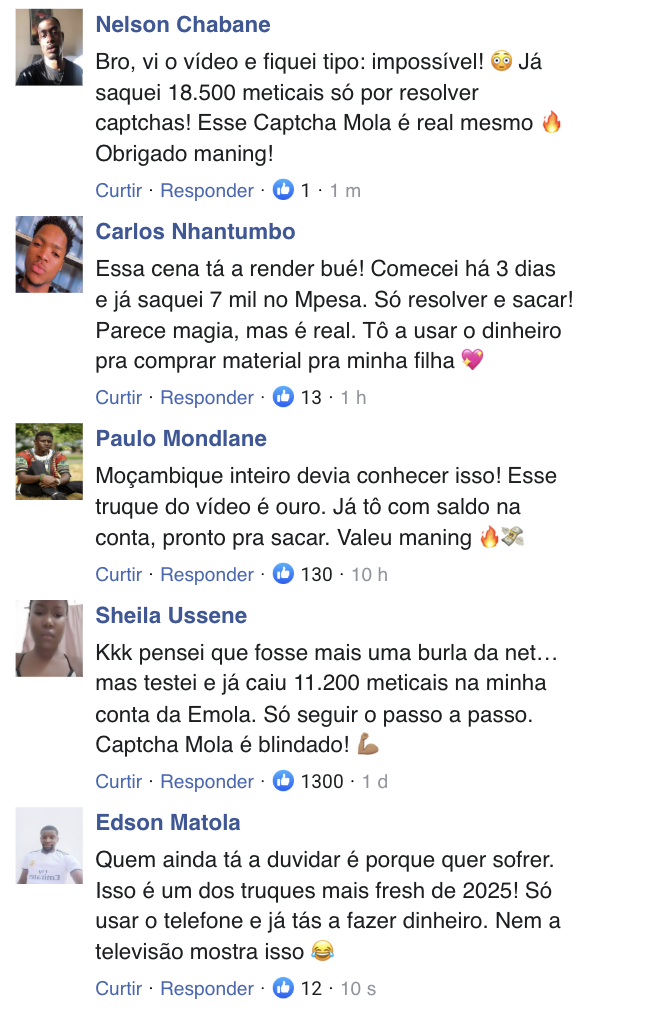 Nelson Chabane
Bro, vi o vídeo e fiquei tipo: impossível! 😳 Já
saquei 18.500 meticais só por resolver
captchas! Esse Captcha Mola é real mesmo 🔥
Obrigado maning!
Curtir · Responder · 1 · 1 m
Carlos Nhantumbo
Essa cena tá a render bué! Comecei há 3 dias
e já saquei 7 mil no Mpesa. Só resolver e sacar!
Parece magia, mas é real. Tô a usar o dinheiro
pra comprar material pra minha filha 💖
Curtir · Responder · 13 · 1 h
Paulo Mondlane
Moçambique inteiro devia conhecer isso! Esse
truque do vídeo é ouro. Já tô com saldo na
conta, pronto pra sacar. Valeu maning 🔥💸
Curtir · Responder · 130 · 10 h
Sheila Ussene
Kkk pensei que fosse mais uma burla da net…
mas testei e já caiu 11.200 meticais na minha
conta da Emola. Só seguir o passo a passo.
Captcha Mola é blindado! 💪🏽
Curtir · Responder · 1300 · 1 d
Edson Matola
Quem ainda tá a duvidar é porque quer sofrer.
Isso é um dos truques mais fresh de 2025! Só
usar o telefone e já tás a fazer dinheiro. Nem a
televisão mostra isso 😂
Curtir · Responder · 12 · 10 s